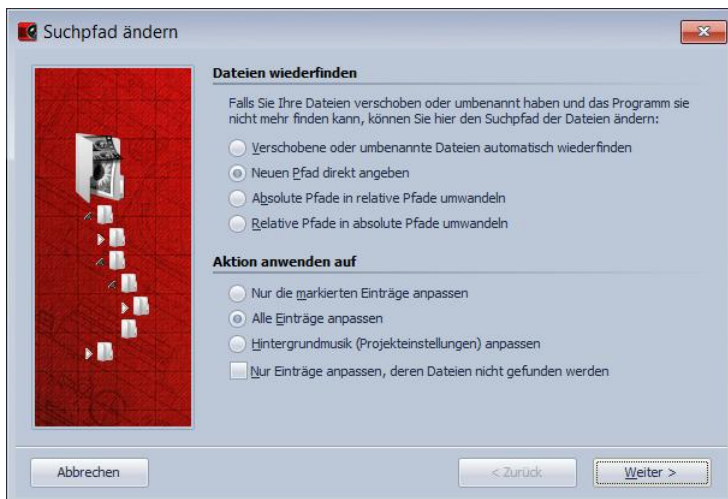 Suchpfad ändern
Dateien wiederfinden
Falls Sie Ihre Dateien verschoben oder umbenannt haben und das Programm sie
nicht mehr finden kann, können Sie hier den Suchpfad der Dateien ändern:
Verschobene oder umbenannte Dateien automatisch wiederfinden
Neuen Pfad direkt angeben
Absolute Pfade in relative Pfade umwandeln
Relative Pfade in absolute Pfade umwandeln
Aktion anwenden auf
Nur die markierten Einträge anpassen
Alle Einträge anpassen
Hintergrundmusik (Projekteinstellungen) anpassen
Nur Einträge anpassen, deren Dateien nicht gefunden werden
Abbrechen
< Zurück
Weiter >